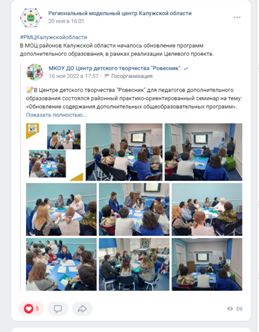 Региональный модельный центр Калужской области
20 ноя в 16:01
#РМЦКалужскойобласти
В МОЦ районов Калужской области началось обновление программ
дополнительного образования, в рамках реализации Целевого проекта.
МКОУ ДО Центр детского творчества "Ровесник"
16 ноя 2022 в 17:57 · Госорганизация
В Центре детского творчества "Ровесник" для педагогов дополнительного
образования состоялся районный практико-ориентированный семинар на тему:
«Обновление содержания дополнительных общеобразовательных программ».
Показать полностью...
5
59